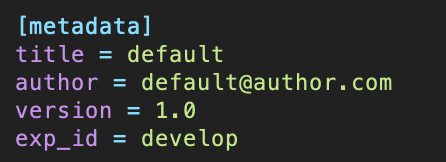 [metadata]
title = default
author = default@author.com
version = 1.0
exp_id = develop